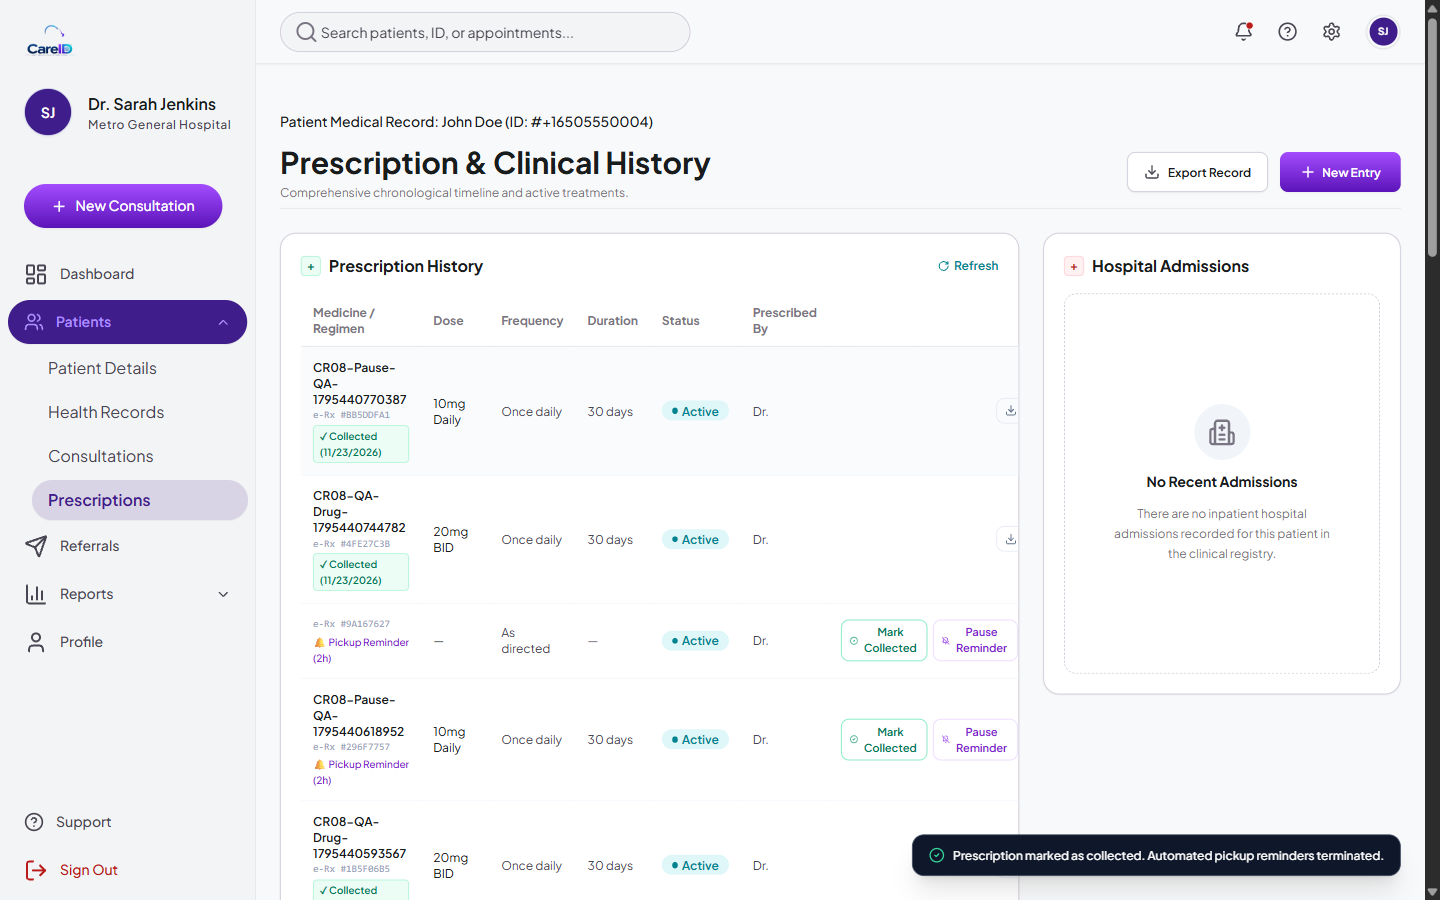 CareID
SJ
Dr. Sarah Jenkins
Metro General Hospital
New Consultation
Dashboard
Patients
Patient Details
Health Records
Consultations
Prescriptions
Referrals
Reports
Profile
Support
Sign Out
Search patients, ID, or appointments...
SJ
Patient Medical Record: John Doe (ID: #+16505550004)
Prescription & Clinical History
Comprehensive chronological timeline and active treatments.
Export Record
New Entry
Prescription History
Refresh
Medicine /
Regimen
Dose
Frequency
Duration
Status
Prescribed
By
CR08-Pause-
QA-
1795440770387
e-Rx #BB5DDFA1
✓ Collected
(11/23/2026)
10mg
Daily
Once daily
30 days
Active
Dr.
CR08-QA-
Drug-
1795440744782
e-Rx #4FE27C3B
✓ Collected
(11/23/2026)
20mg
BID
Once daily
30 days
Active
Dr.
e-Rx #9A167627
Pickup Reminder
(2h)
—
As
directed
—
Active
Dr.
Mark
Collected
Pause
Reminder
CR08-Pause-
QA-
1795440618952
e-Rx #296F7757
Pickup Reminder
(2h)
10mg
Daily
Once daily
30 days
Active
Dr.
Mark
Collected
Pause
Reminder
CR08-QA-
Drug-
1795440593567
e-Rx #1B5F06B5
✓ Collected
20mg
BID
Once daily
30 days
Active
Dr.
Hospital Admissions
No Recent Admissions
There are no inpatient hospital
admissions recorded for this patient in
the clinical registry.
Prescription marked as collected. Automated pickup reminders terminated.